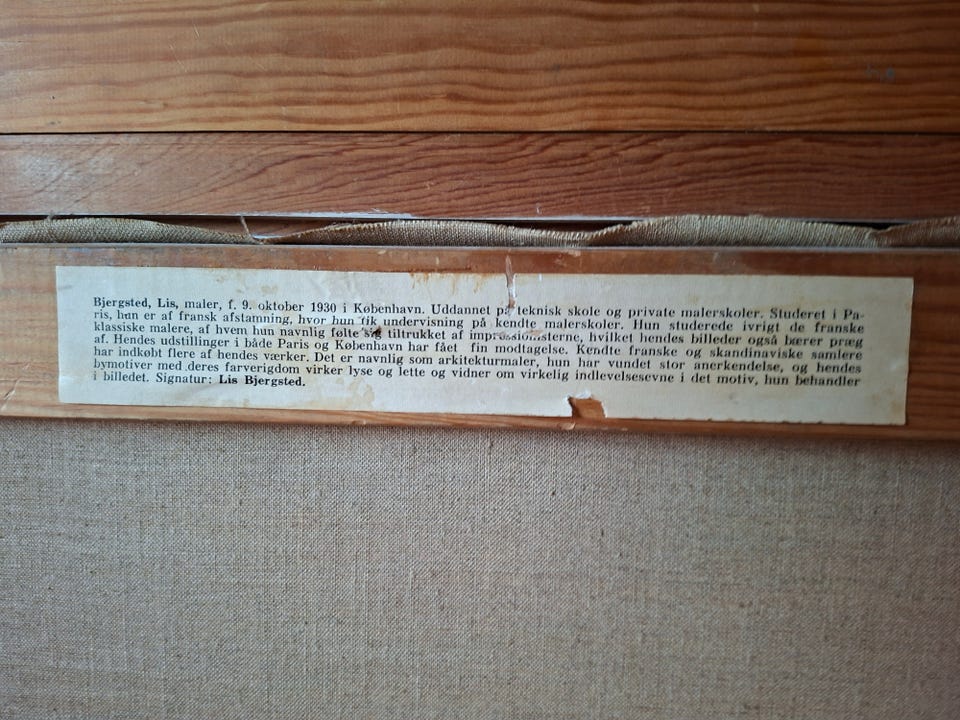 Bjergsted, Lis, maler, f. 9. oktober 1930 i København. Uddannet på teknisk skole og private malerskoler. Studeret i Pa-
ris, hun er af fransk afstamning, hvor hun fik undervisning på kendte malerskoler. Hun studerede ivrigt de franske
klassiske malere, af hvem hun navnlig følte sig tiltrukket af impressionisterne, hvilket hendes billeder også bærer præg
af. Hendes udstillinger i både Paris og København har fået fin modtagelse. Kendte franske og skandinaviske samlere
har indkøbt flere af hendes værker. Det er navnlig som arkitekturmaler, hun har vundet stor anerkendelse, og hendes
bymotiver med deres farverigdom virker lyse og lette og vidner om virkelig indlevelsesevne i det motiv, hun behandler
i billedet. Signatur: Lis Bjergsted.